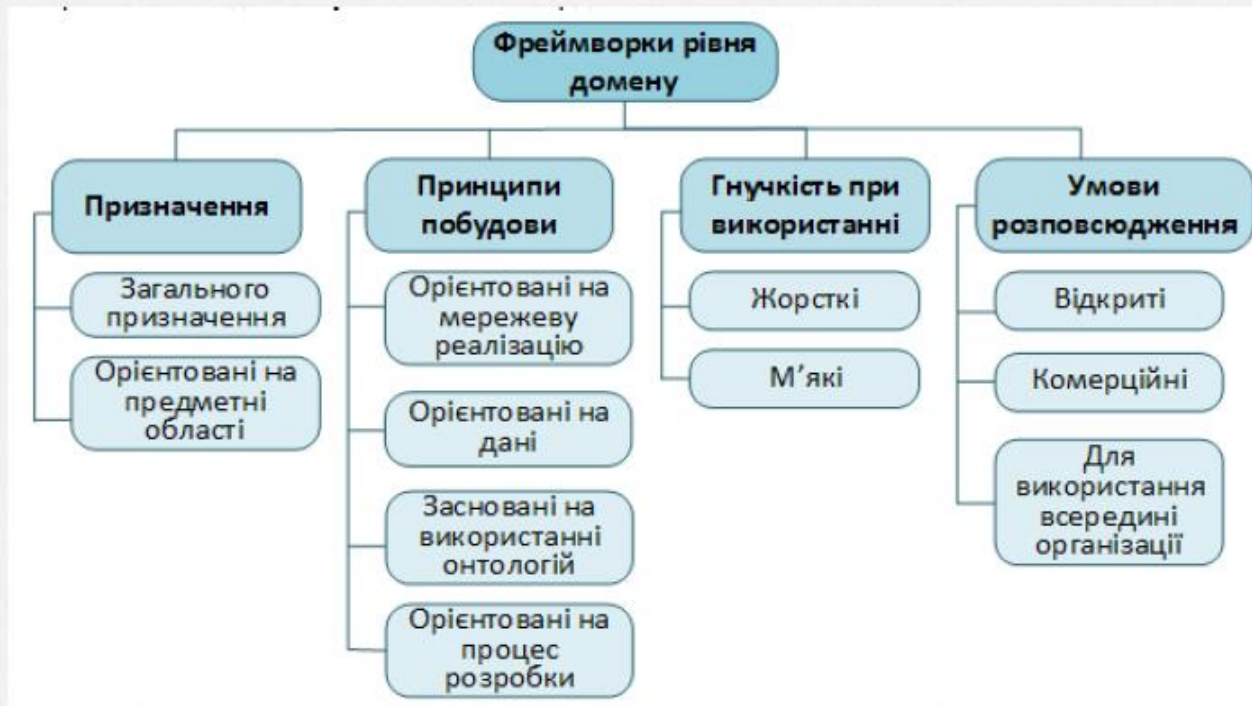 Фреймворки рівня
домену
Призначення
Загального
призначення
Орієнтовані на
предметні
області
Принципи
побудови
Орієнтовані на
мережеву
реалізацію
Орієнтовані на
дані
Засновані на
використанні
онтологій
Орієнтовані на
процес
розробки
Гнучкість при
використанні
Жорсткі
М’які
Умови
розповсюдження
Відкриті
Комерційні
Для
використання
всередині
організації